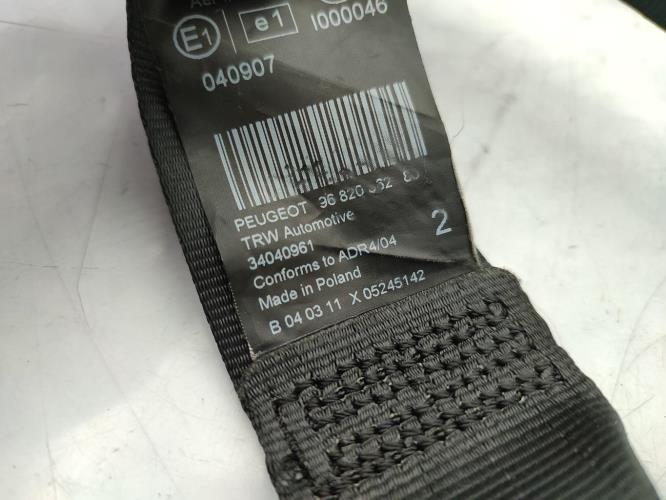 E1 e1 I000046
040907
PEUGEOT 96 820
TRW Automotive
34040961
Conforms to ADR4/04
Made in Poland
2
B 04 03 11 X 05245142